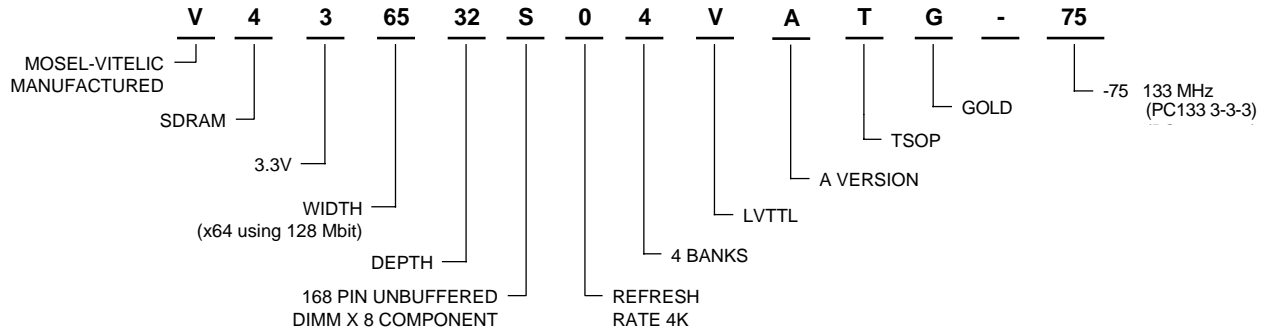 V 4 3 65 32 S 0 4 V A T G - 75
MOSEL-VITELIC
MANUFACTURED
SDRAM
3.3V
WIDTH
(x64 using 128 Mbit)
DEPTH
168 PIN UNBUFFERED
DIMM X 8 COMPONENT
REFRESH
RATE 4K
4 BANKS
LVTTL
A VERSION
TSOP
GOLD
-75 133 MHz
(PC133 3-3-3)